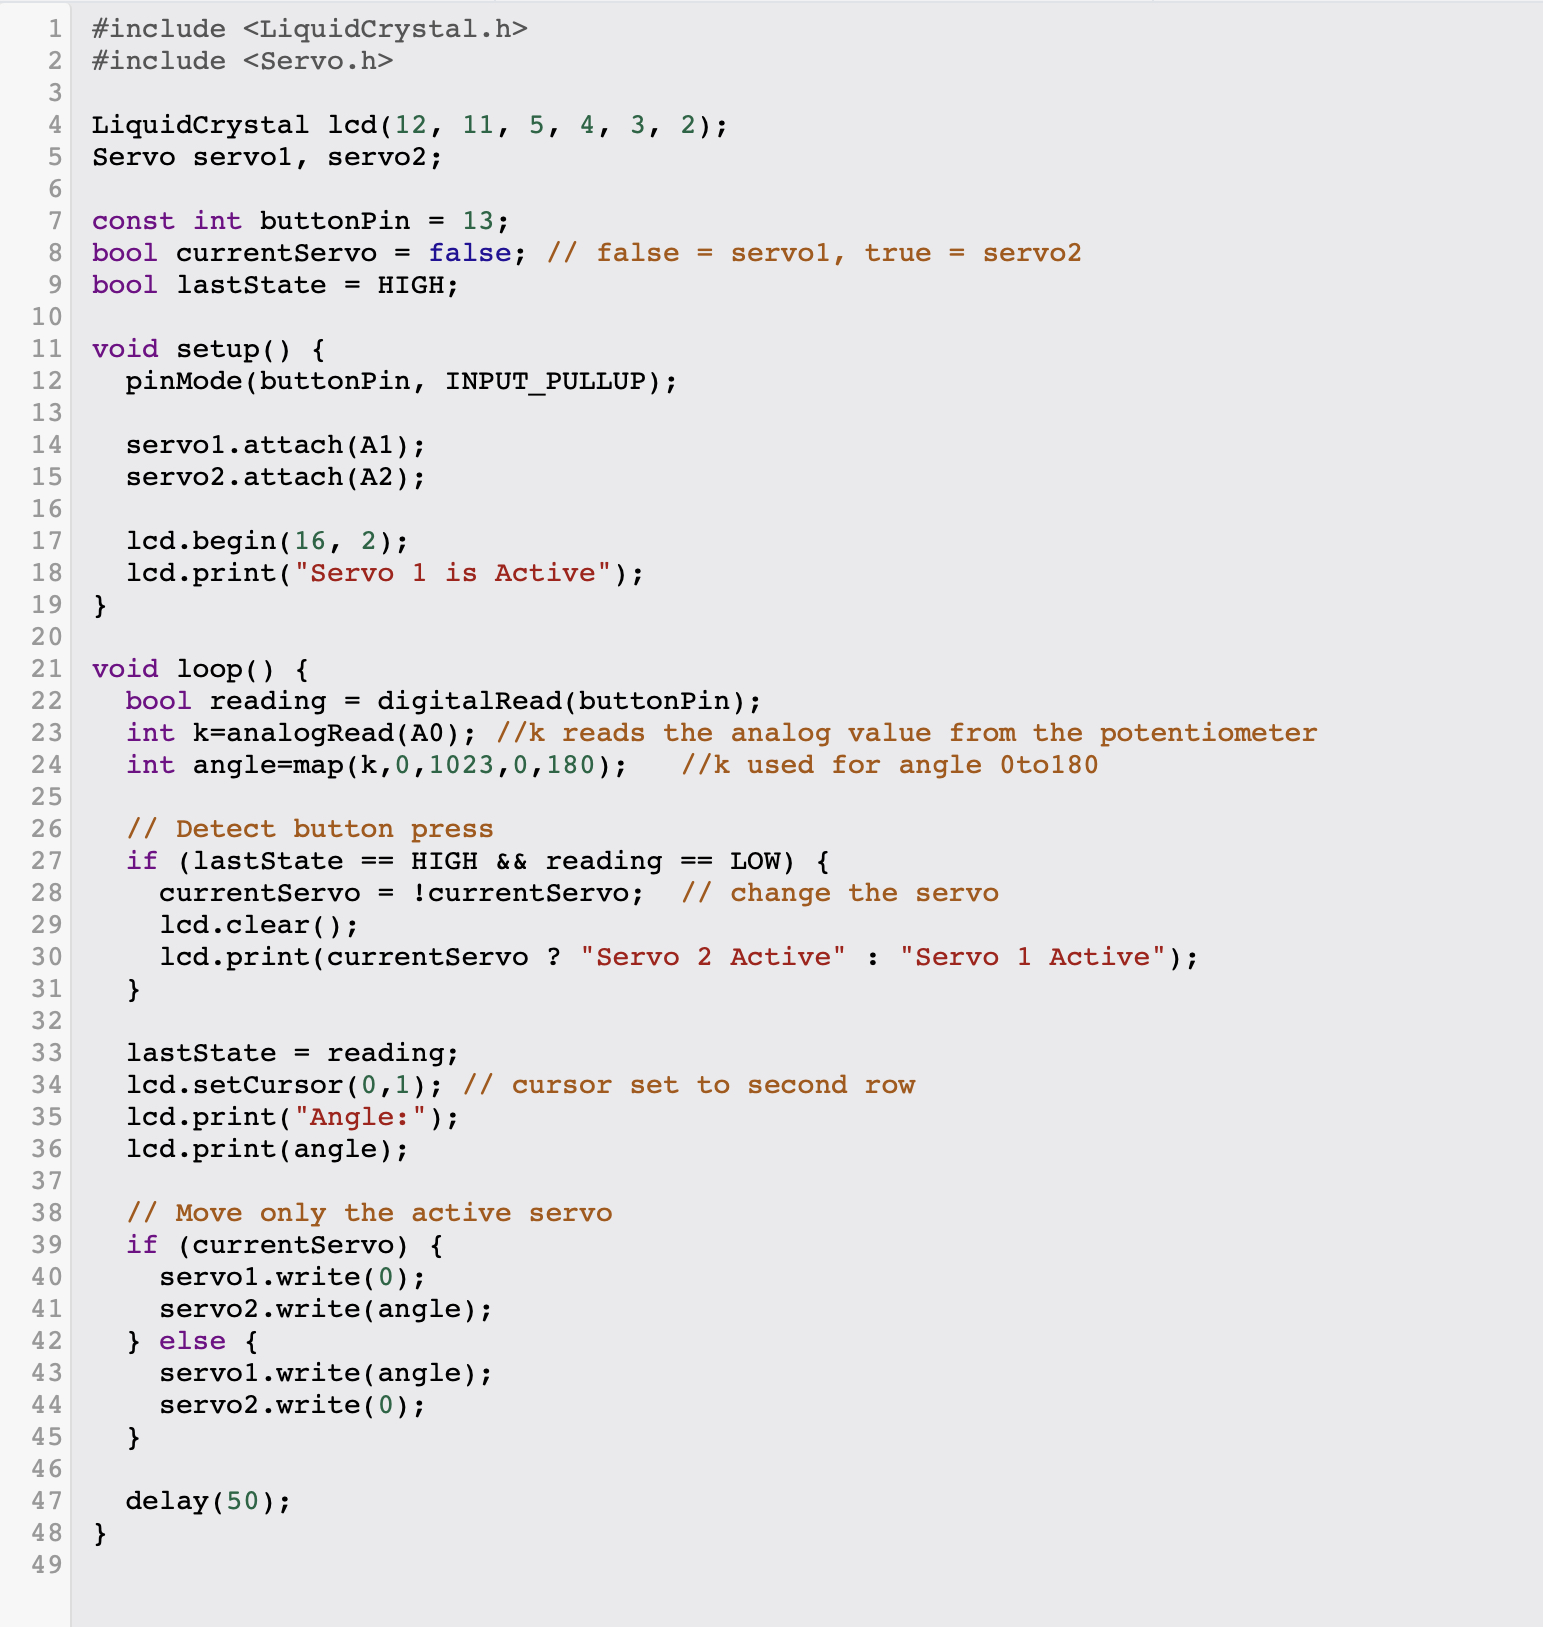 1 #include <LiquidCrystal.h>
2 #include <Servo.h>
3
4 LiquidCrystal lcd(12, 11, 5, 4, 3, 2);
5 Servo servo1, servo2;
6
7 const int buttonPin = 13;
8 bool currentServo = false; // false = servo1, true = servo2
9 bool lastState = HIGH;
10
11 void setup() {
12   pinMode(buttonPin, INPUT_PULLUP);
13
14   servo1.attach(A1);
15   servo2.attach(A2);
16
17   lcd.begin(16, 2);
18   lcd.print("Servo 1 is Active");
19 }
20
21 void loop() {
22   bool reading = digitalRead(buttonPin);
23   int k=analogRead(A0); //k reads the analog value from the potentiometer
24   int angle=map(k,0,1023,0,180);   //k used for angle 0to180
25
26   // Detect button press
27   if (lastState == HIGH && reading == LOW) {
28     currentServo = !currentServo;  // change the servo
29     lcd.clear();
30     lcd.print(currentServo ? "Servo 2 Active" : "Servo 1 Active");
31   }
32
33   lastState = reading;
34   lcd.setCursor(0,1); // cursor set to second row
35   lcd.print("Angle:");
36   lcd.print(angle);
37
38   // Move only the active servo
39   if (currentServo) {
40     servo1.write(0);
41     servo2.write(angle);
42   } else {
43     servo1.write(angle);
44     servo2.write(0);
45   }
46
47   delay(50);
48 }
49